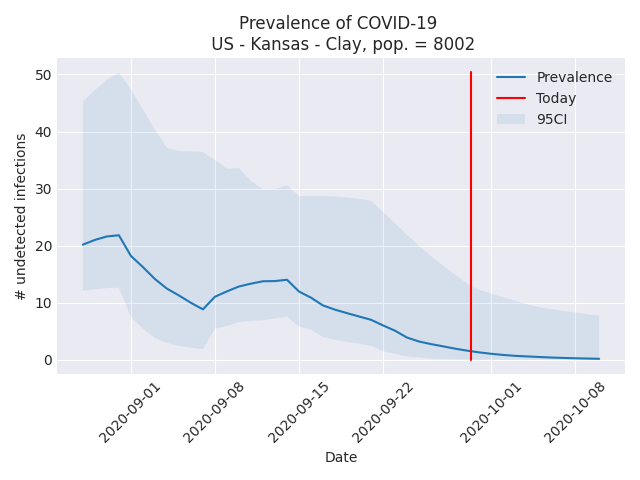 Prevalence of COVID-19
US - Kansas - Clay, pop. = 8002
50
40
30
20
10
0
# undetected infections
Prevalence
Today
95CI
2020-09-01
2020-09-08
2020-09-15
2020-09-22
2020-10-01
2020-10-08
Date